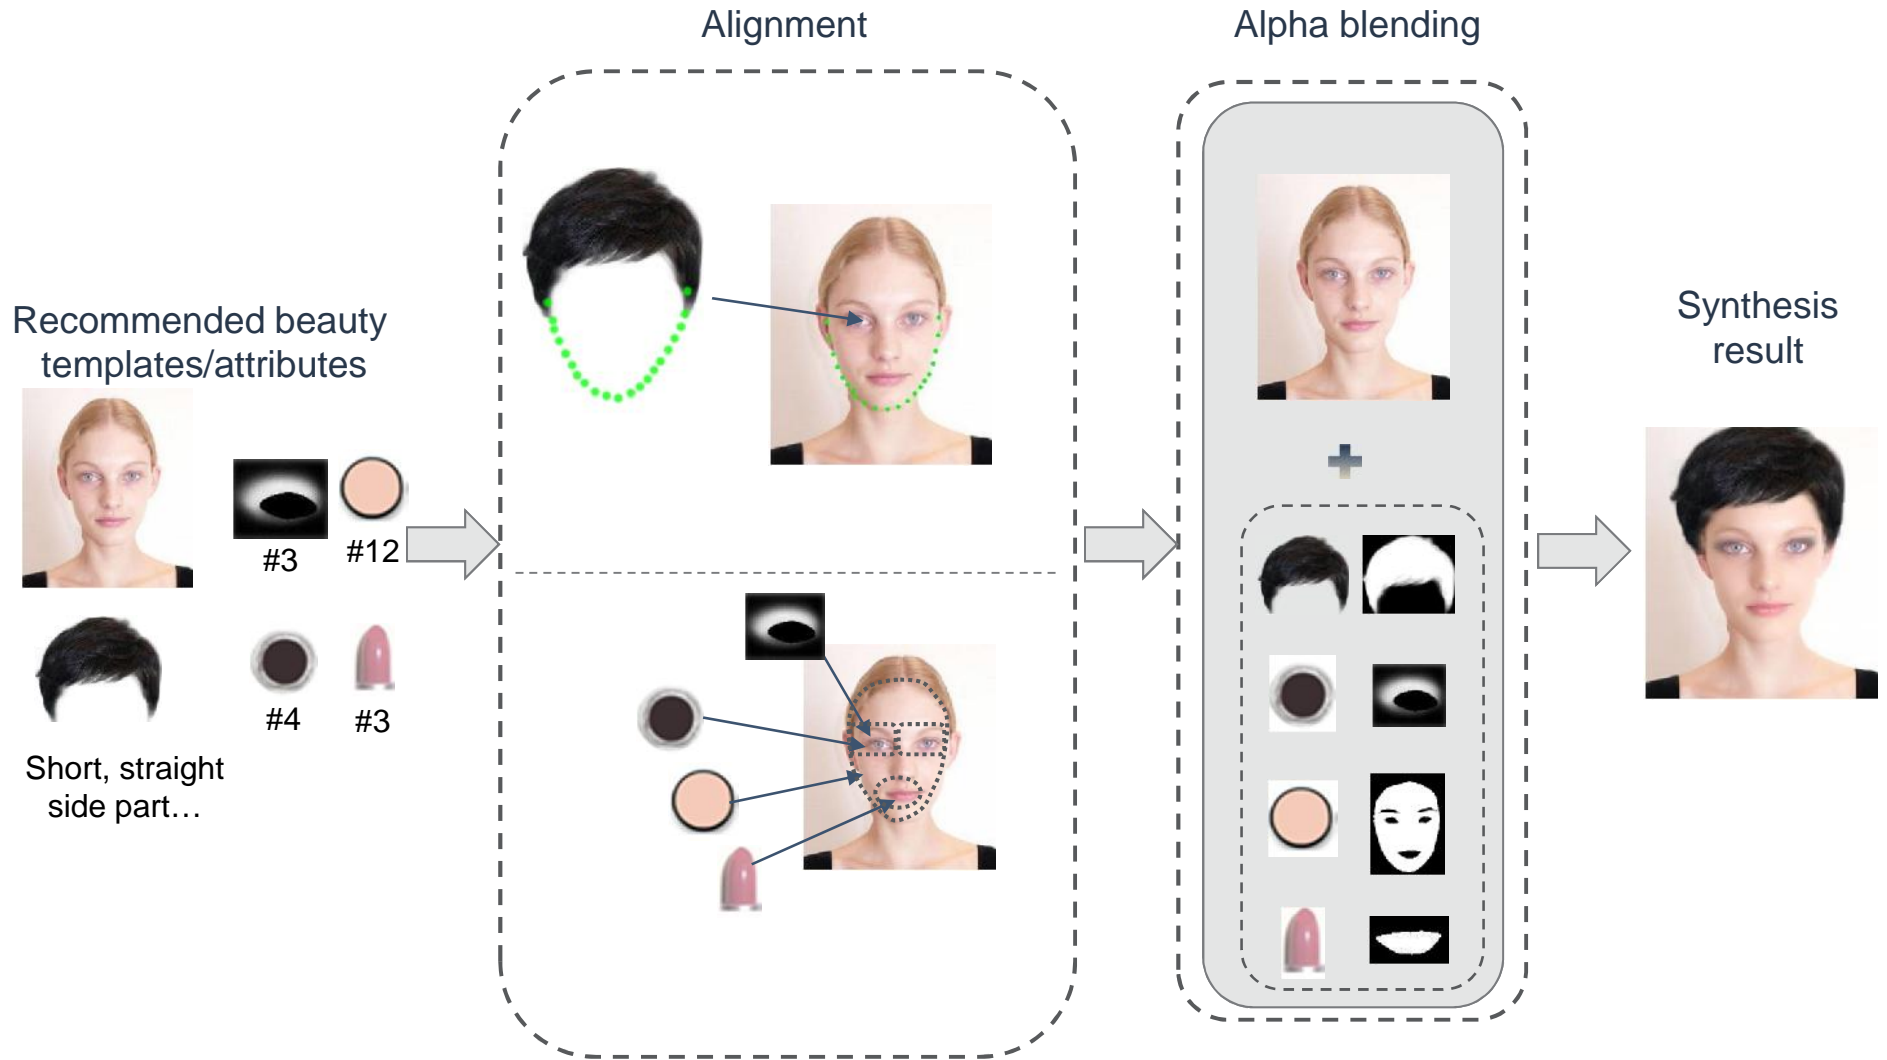 Alignment
Alpha blending
Recommended beauty
templates/attributes
#3
#12
#4
#3
Short, straight
side part…
Synthesis
result